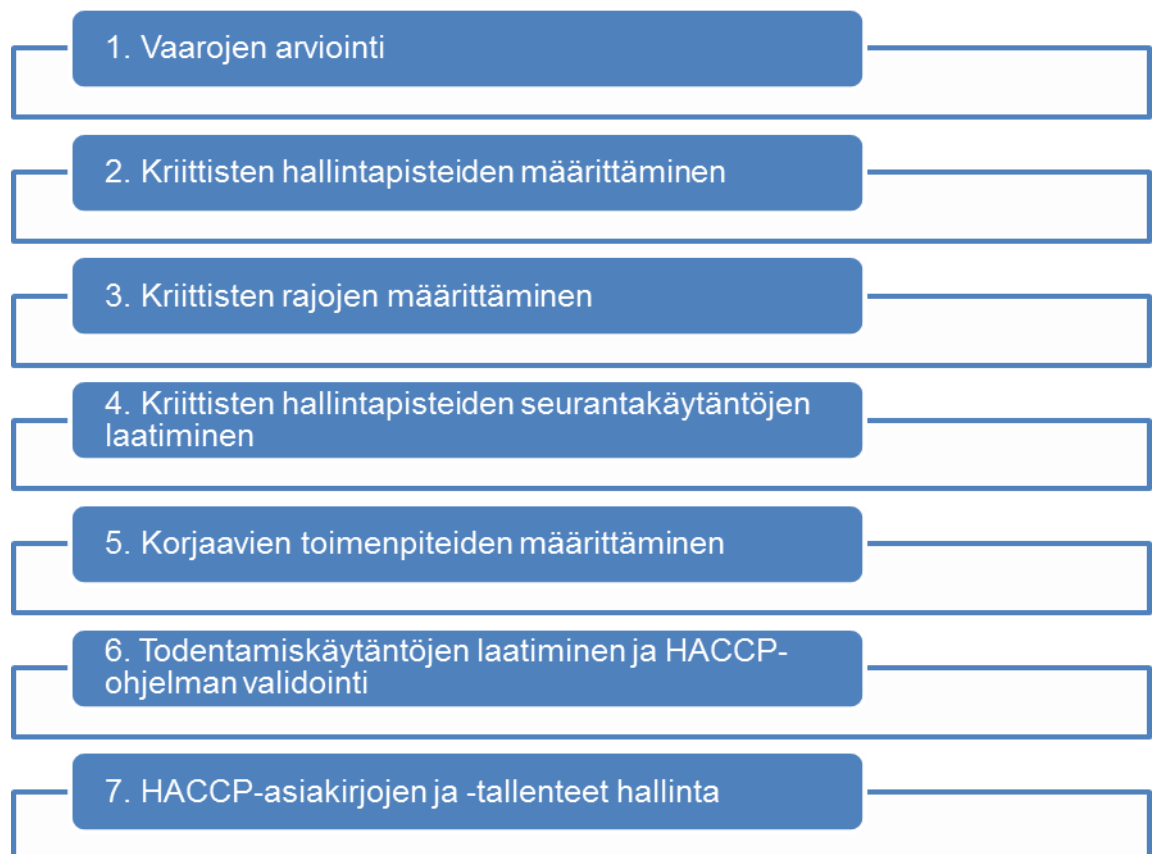 1. Vaarojen arviointi
2. Kriittisten hallintapisteiden määrittäminen
3. Kriittisten rajojen määrittäminen
4. Kriittisten hallintapisteiden seurantakäytäntöjen
laatiminen
5. Korjaavien toimenpiteiden määrittäminen
6. Todentamiskäytäntöjen laatiminen ja HACCP-
ohjelman validointi
7. HACCP-asiakirjojen ja -tallenteet hallinta